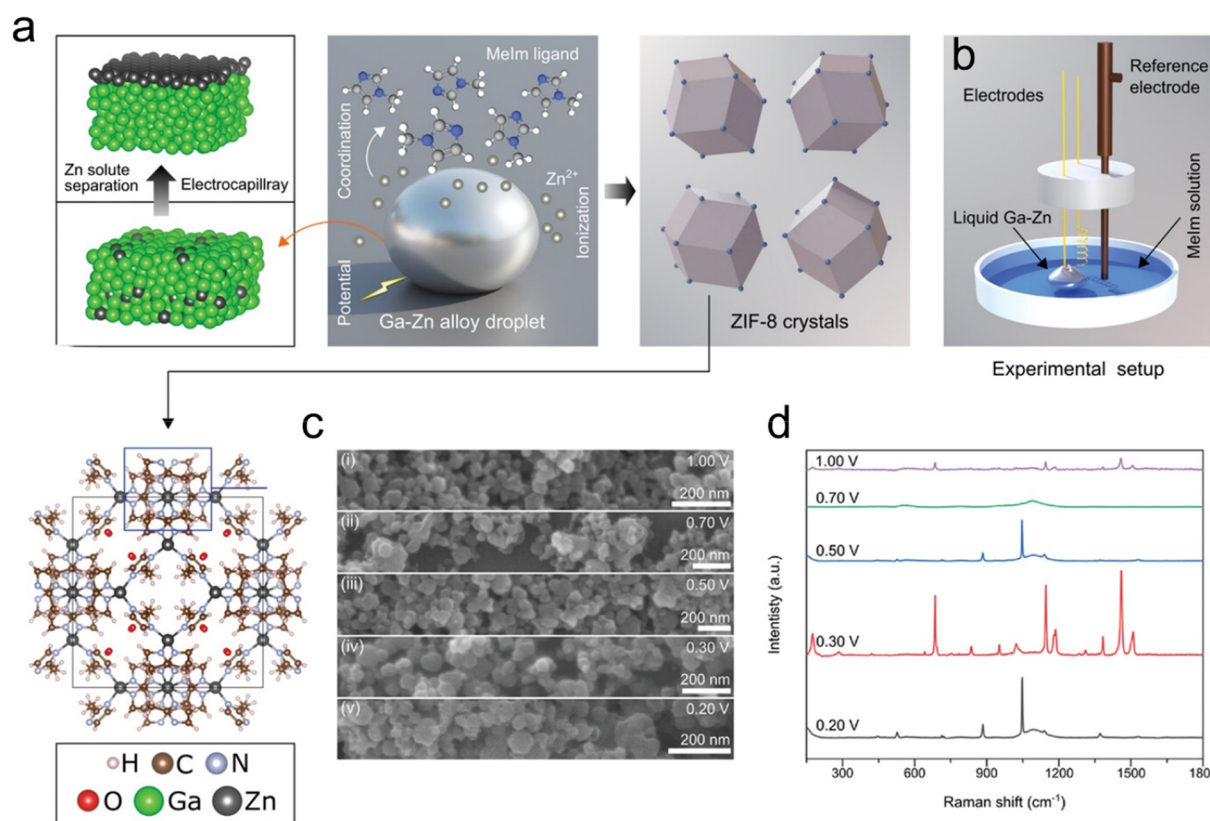 a
Zn solute
separation
Electrocapillray
MeIm ligand
Coordination
Zn2+
Ionization
Potential
Ga-Zn alloy droplet
ZIF-8 crystals
b
Electrodes
Reference
electrode
Liquid Ga-Zn
MeIm solution
Experimental setup
H C N
O Ga Zn
c
(i) 1.00 V
200 nm
(ii) 0.70 V
200 nm
(iii) 0.50 V
200 nm
(iv) 0.30 V
200 nm
(v) 0.20 V
200 nm
d
Intentisty (a.u.)
1.00 V
0.70 V
0.50 V
0.30 V
0.20 V
300 600 900 1200 1500 180
Raman shift (cm-1)